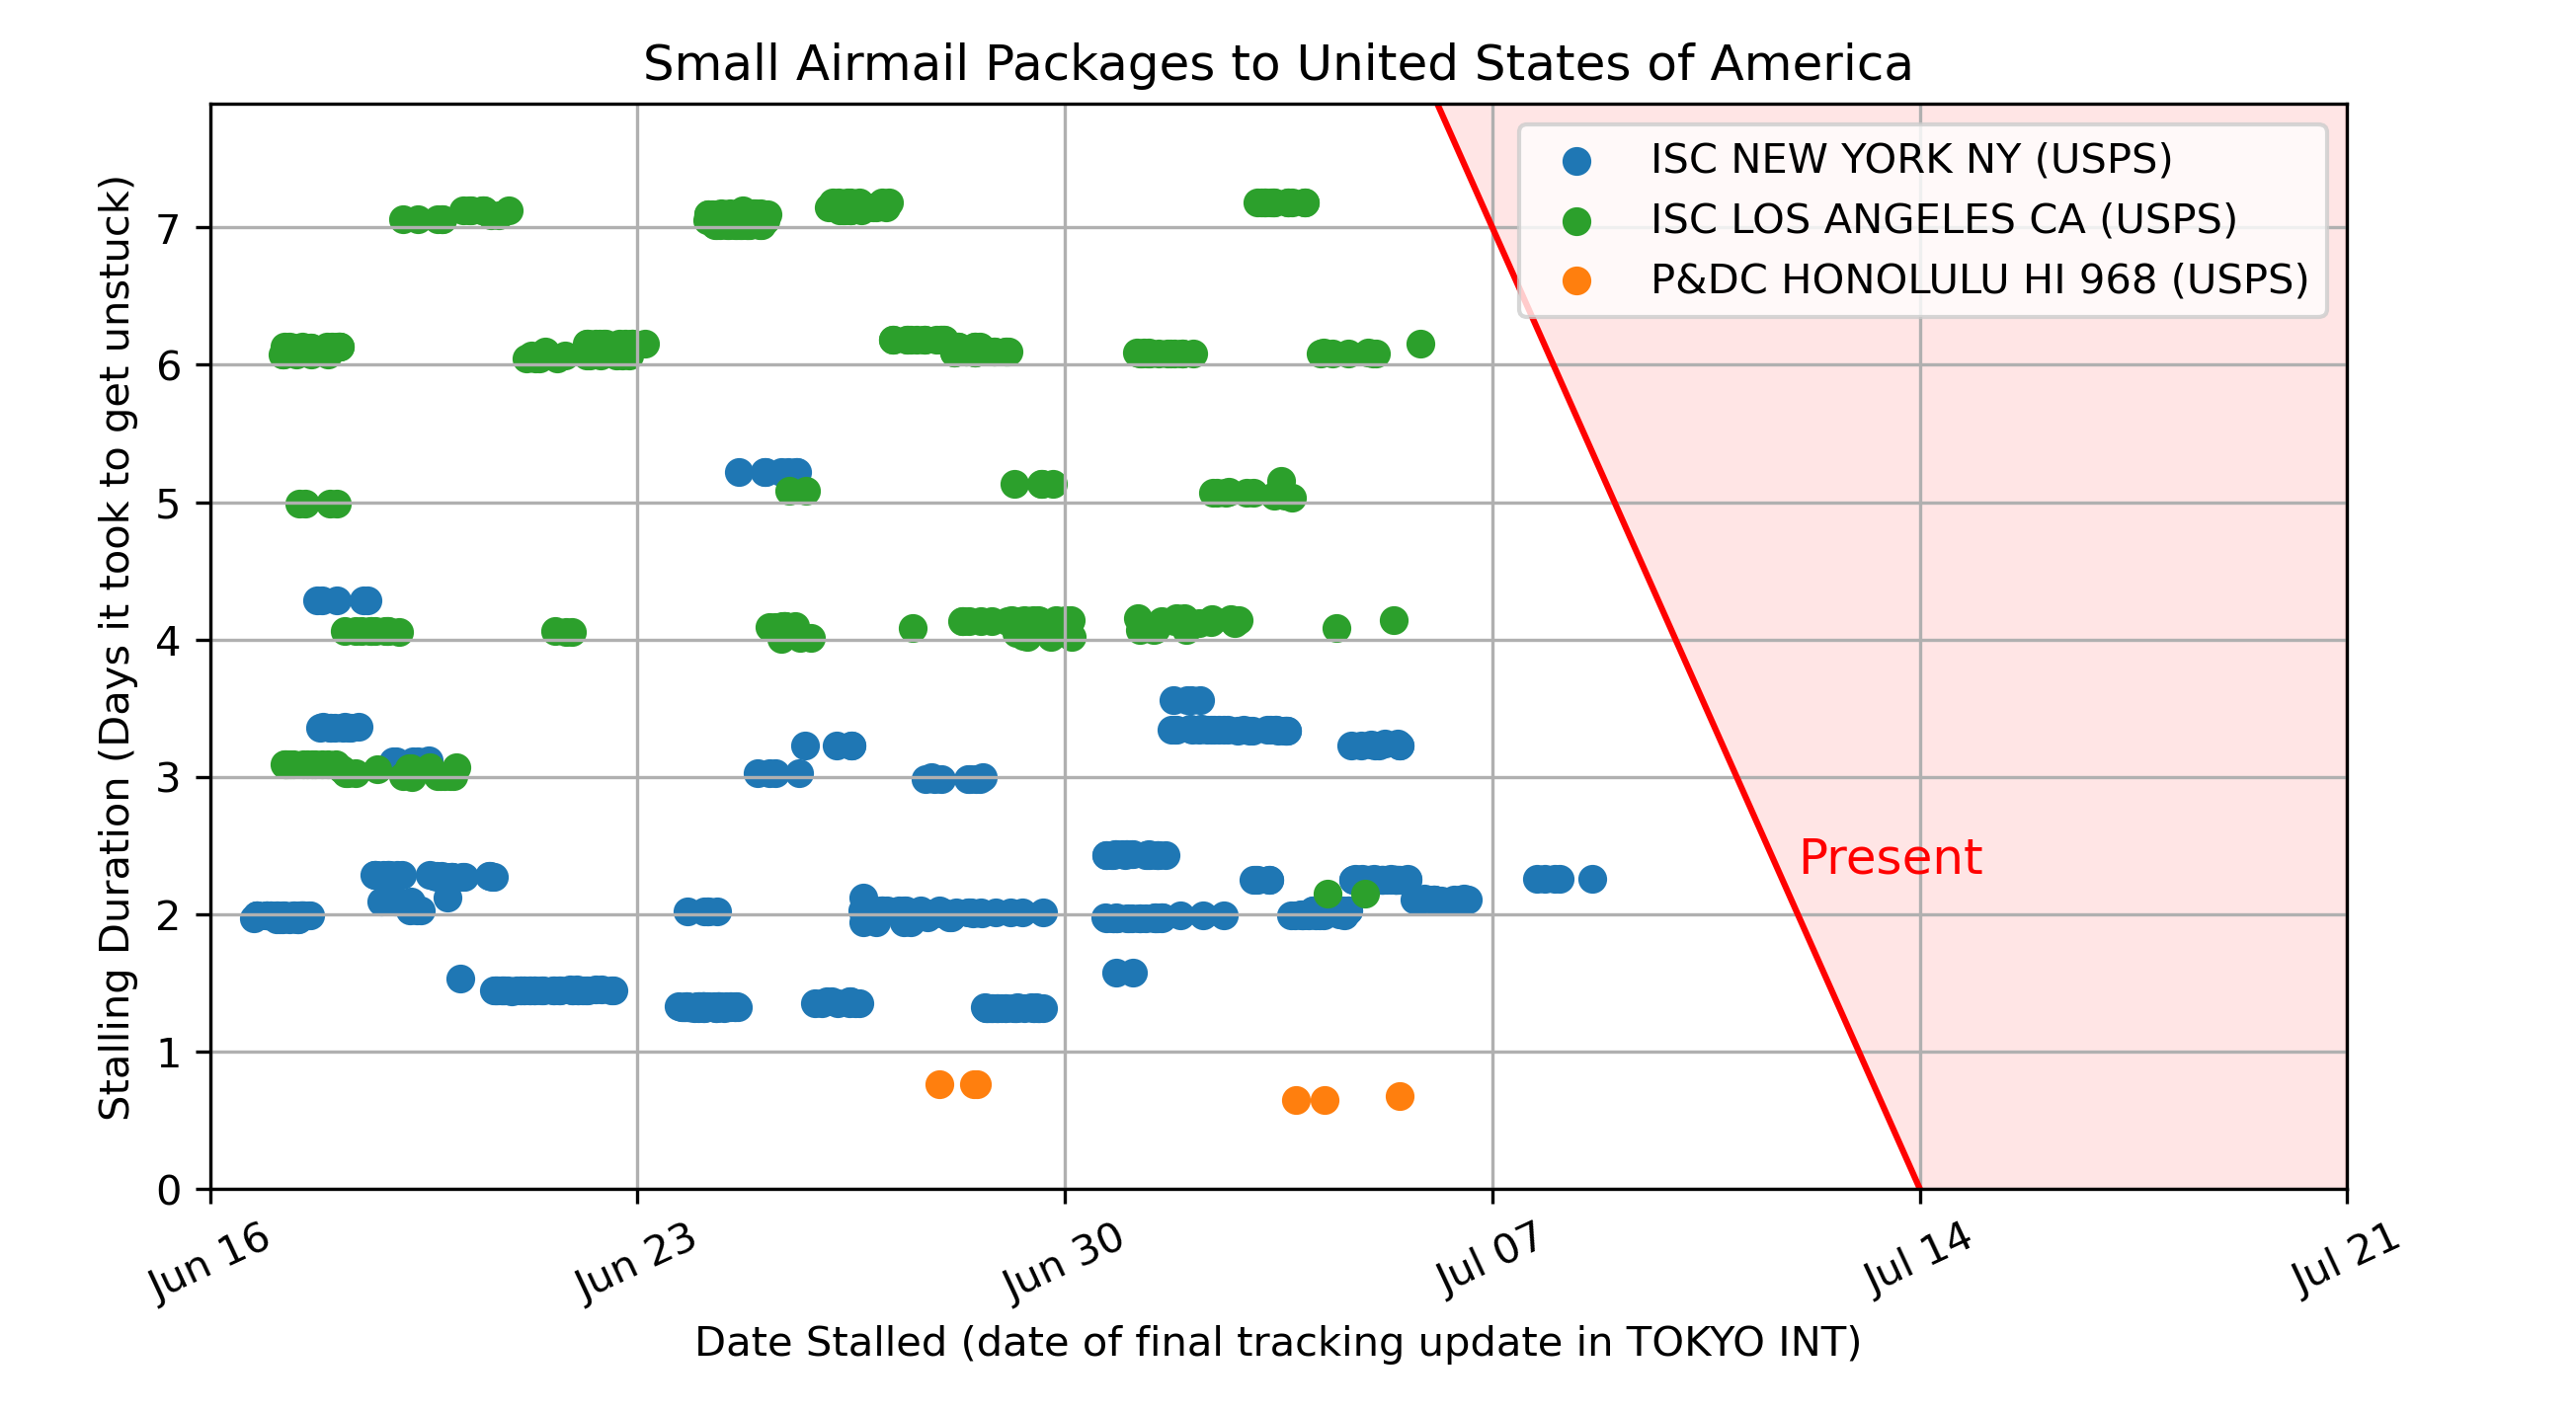 Small Airmail Packages to United States of America
Stalling Duration (Days it took to get unstuck)
7
6
5
4
3
2
1
0
ISC NEW YORK NY (USPS)
ISC LOS ANGELES CA (USPS)
P&DC HONOLULU HI 968 (USPS)
Present
Jun 16
Jun 23
Jun 30
Jul 07
Jul 14
Jul 21
Date Stalled (date of final tracking update in TOKYO INT)